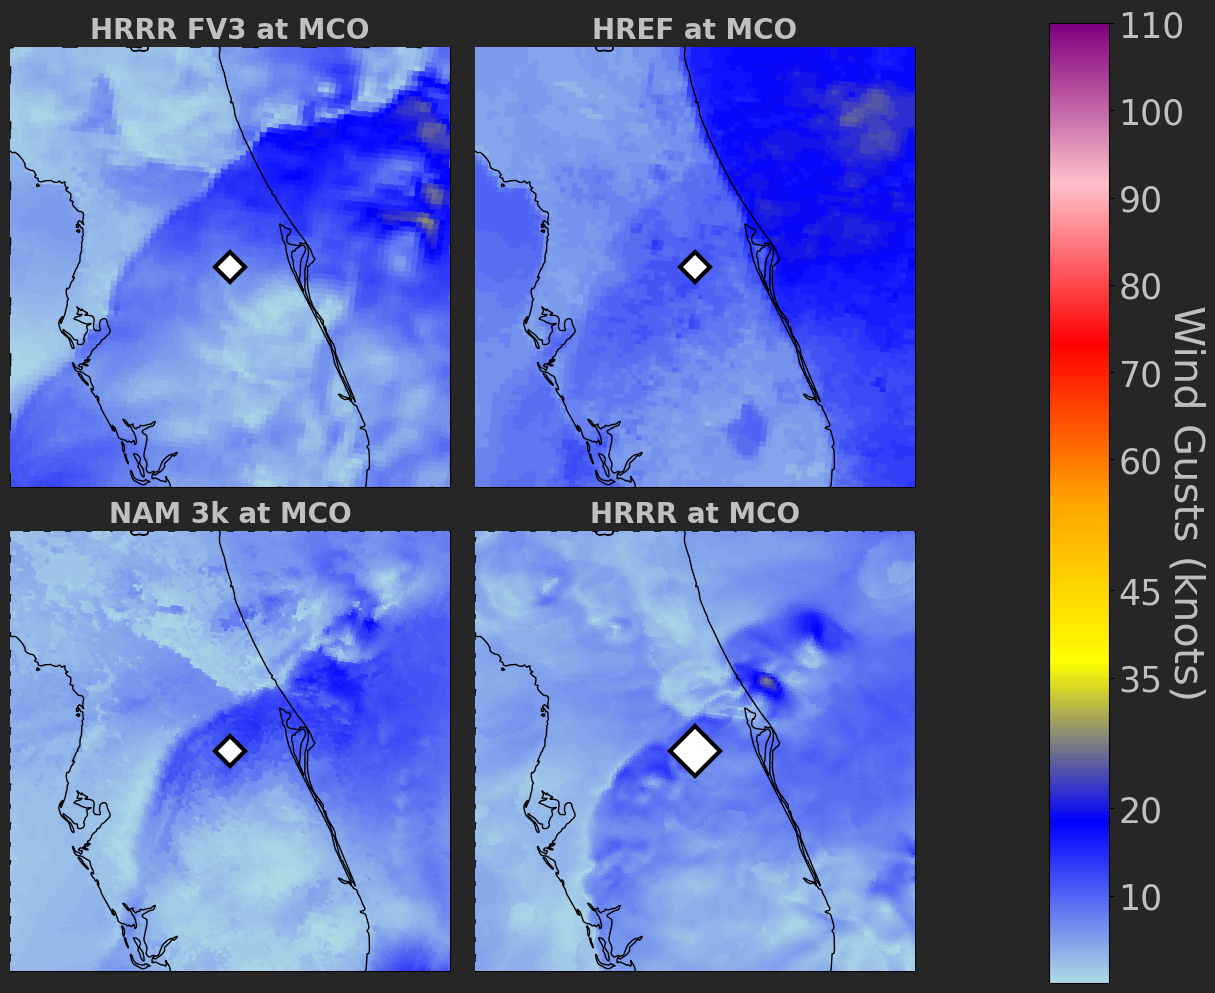 HRRR FV3 at MCO
HREF at MCO
NAM 3k at MCO
HRRR at MCO
110
100
90
80
70
60
45
35
20
10
Wind Gusts (knots)